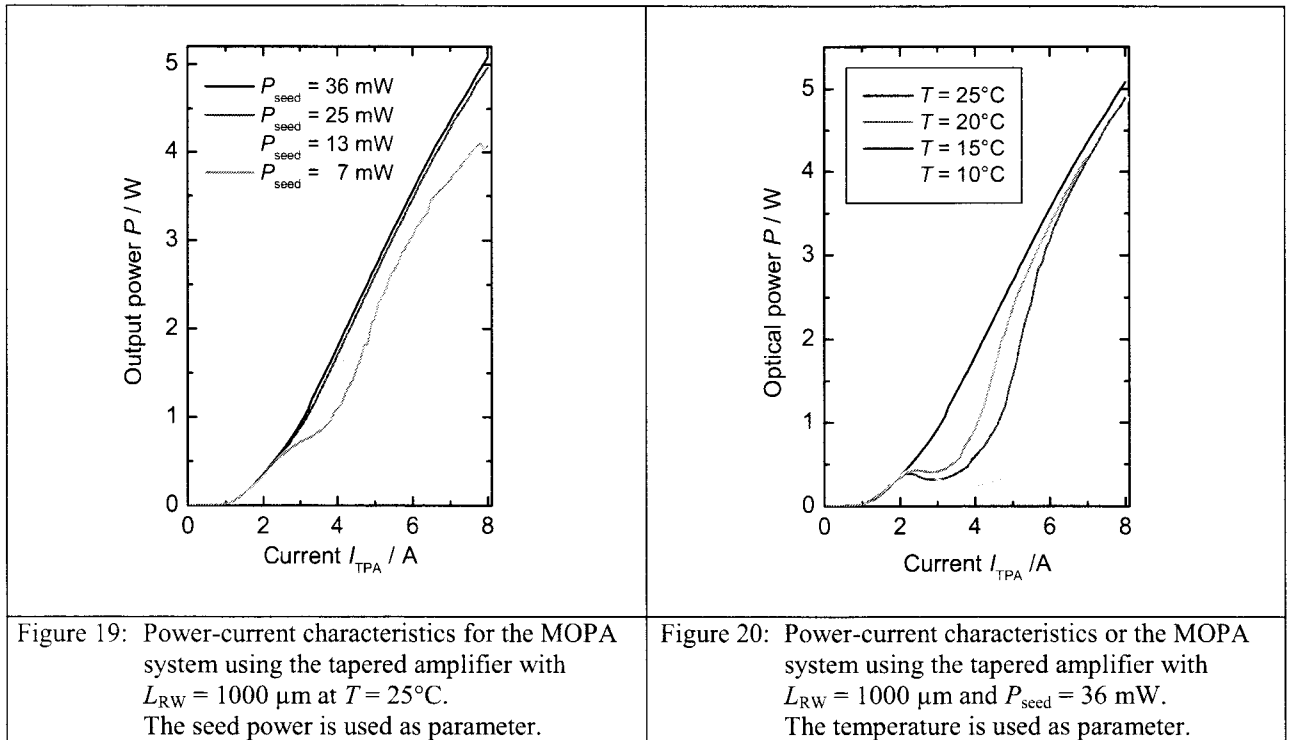 5
4
3
2
1
0
0 2 4 6 8
Output power P / W
Current I_TPA / A
P_seed = 36 mW
P_seed = 25 mW
P_seed = 13 mW
P_seed = 7 mW
Figure 19: Power-current characteristics for the MOPA
system using the tapered amplifier with
L_RW = 1000 µm at T = 25°C.
The seed power is used as parameter.
5
4
3
2
1
0
0 2 4 6 8
Optical power P / W
Current I_TPA /A
T = 25°C
T = 20°C
T = 15°C
T = 10°C
Figure 20: Power-current characteristics or the MOPA
system using the tapered amplifier with
L_RW = 1000 µm and P_seed = 36 mW.
The temperature is used as parameter.